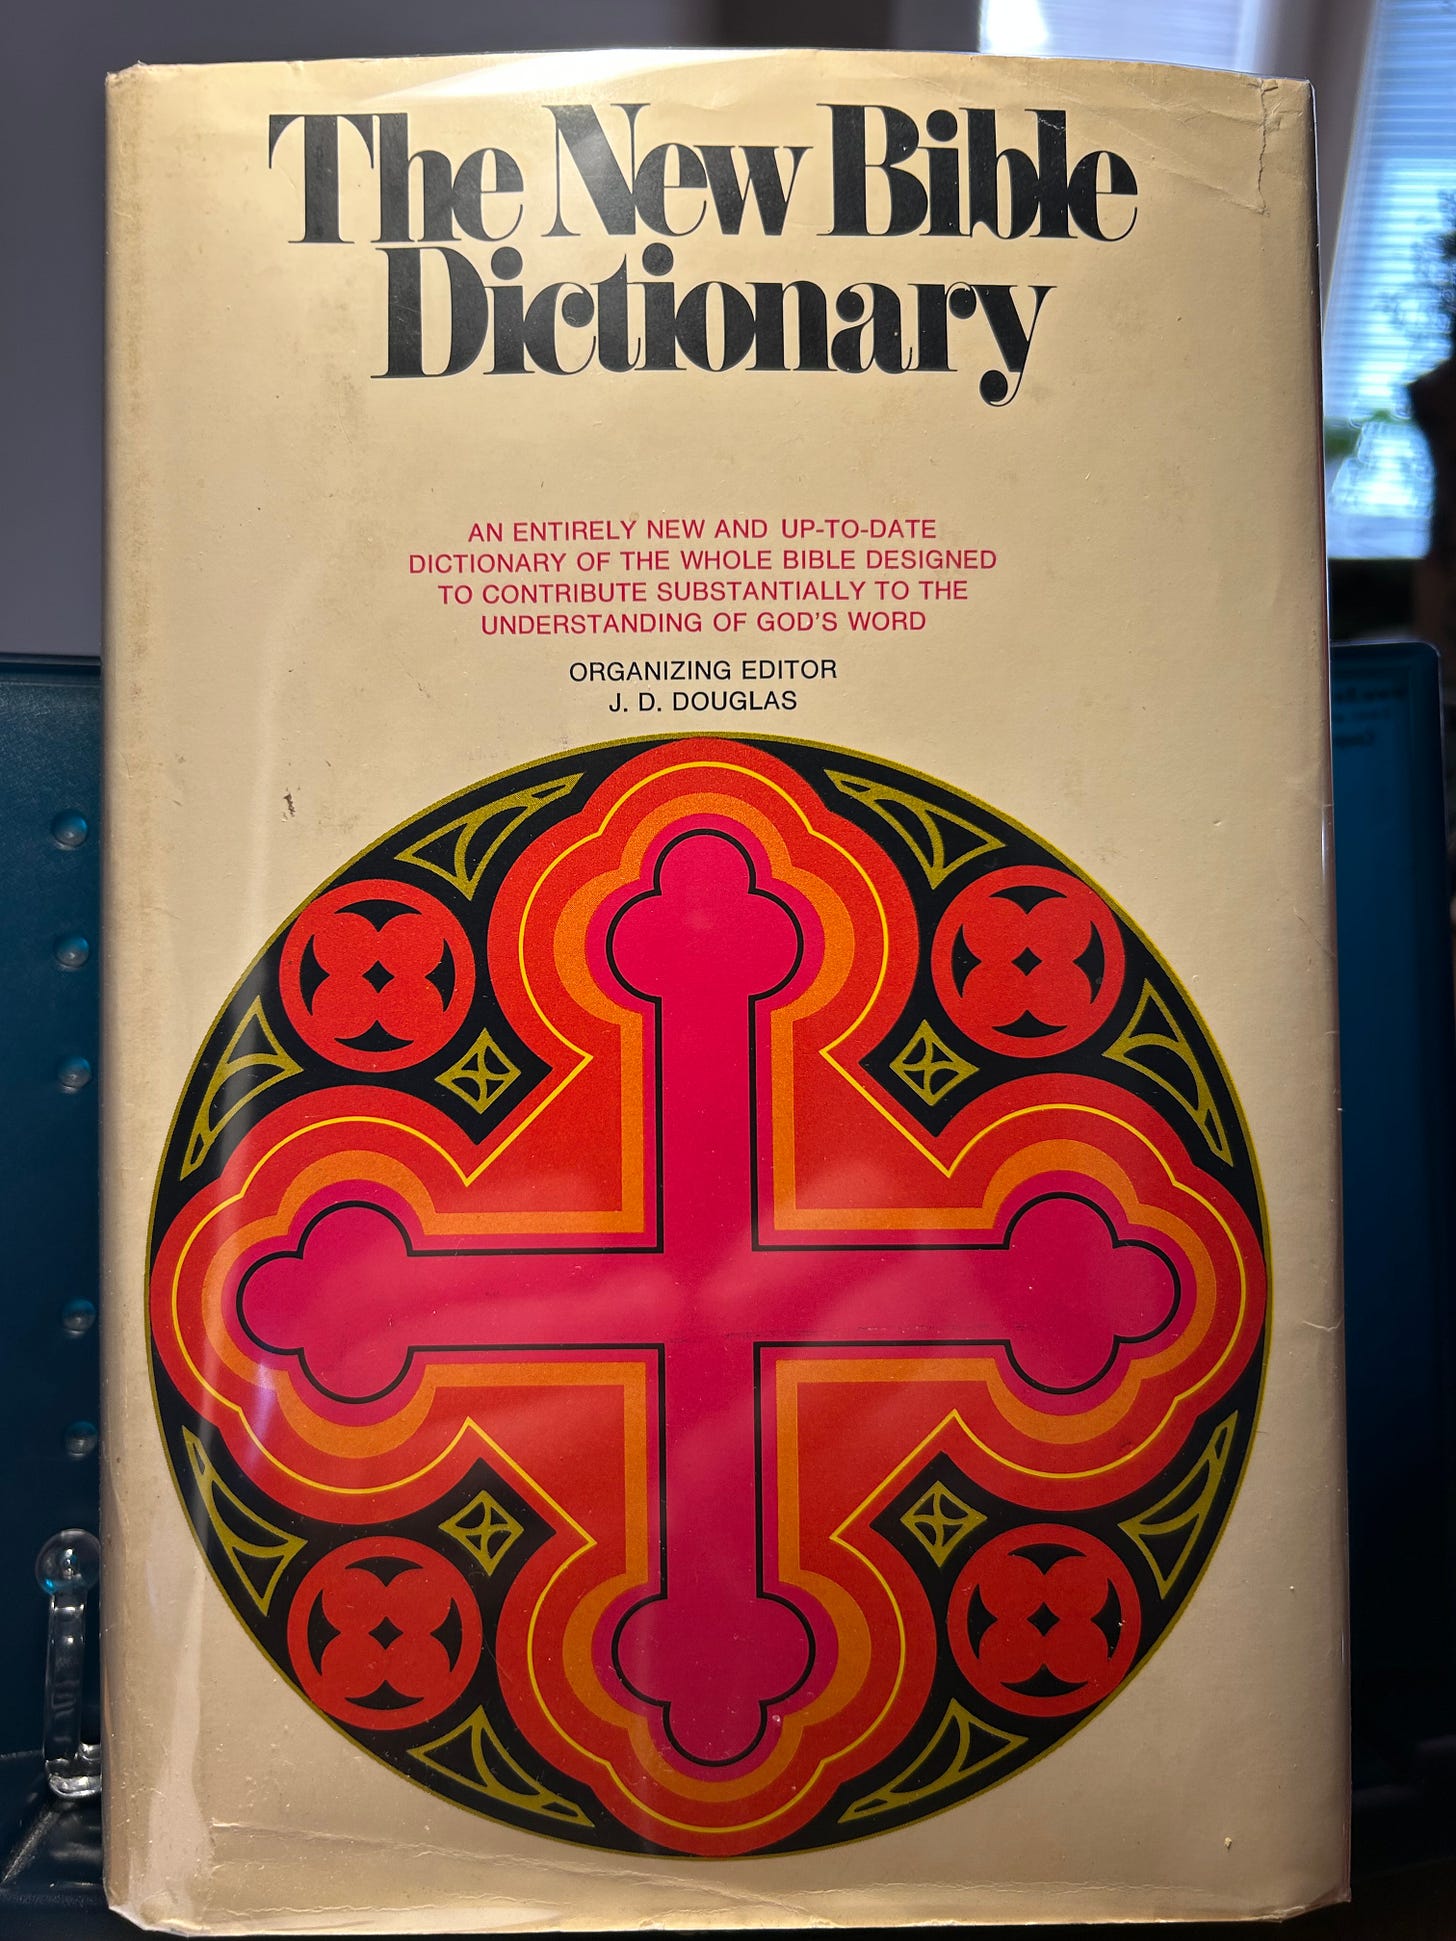 The New Bible
Dictionary
AN ENTIRELY NEW AND UP-TO-DATE
DICTIONARY OF THE WHOLE BIBLE DESIGNED
TO CONTRIBUTE SUBSTANTIALLY TO THE
UNDERSTANDING OF GOD'S WORD
ORGANIZING EDITOR
J. D. DOUGLAS